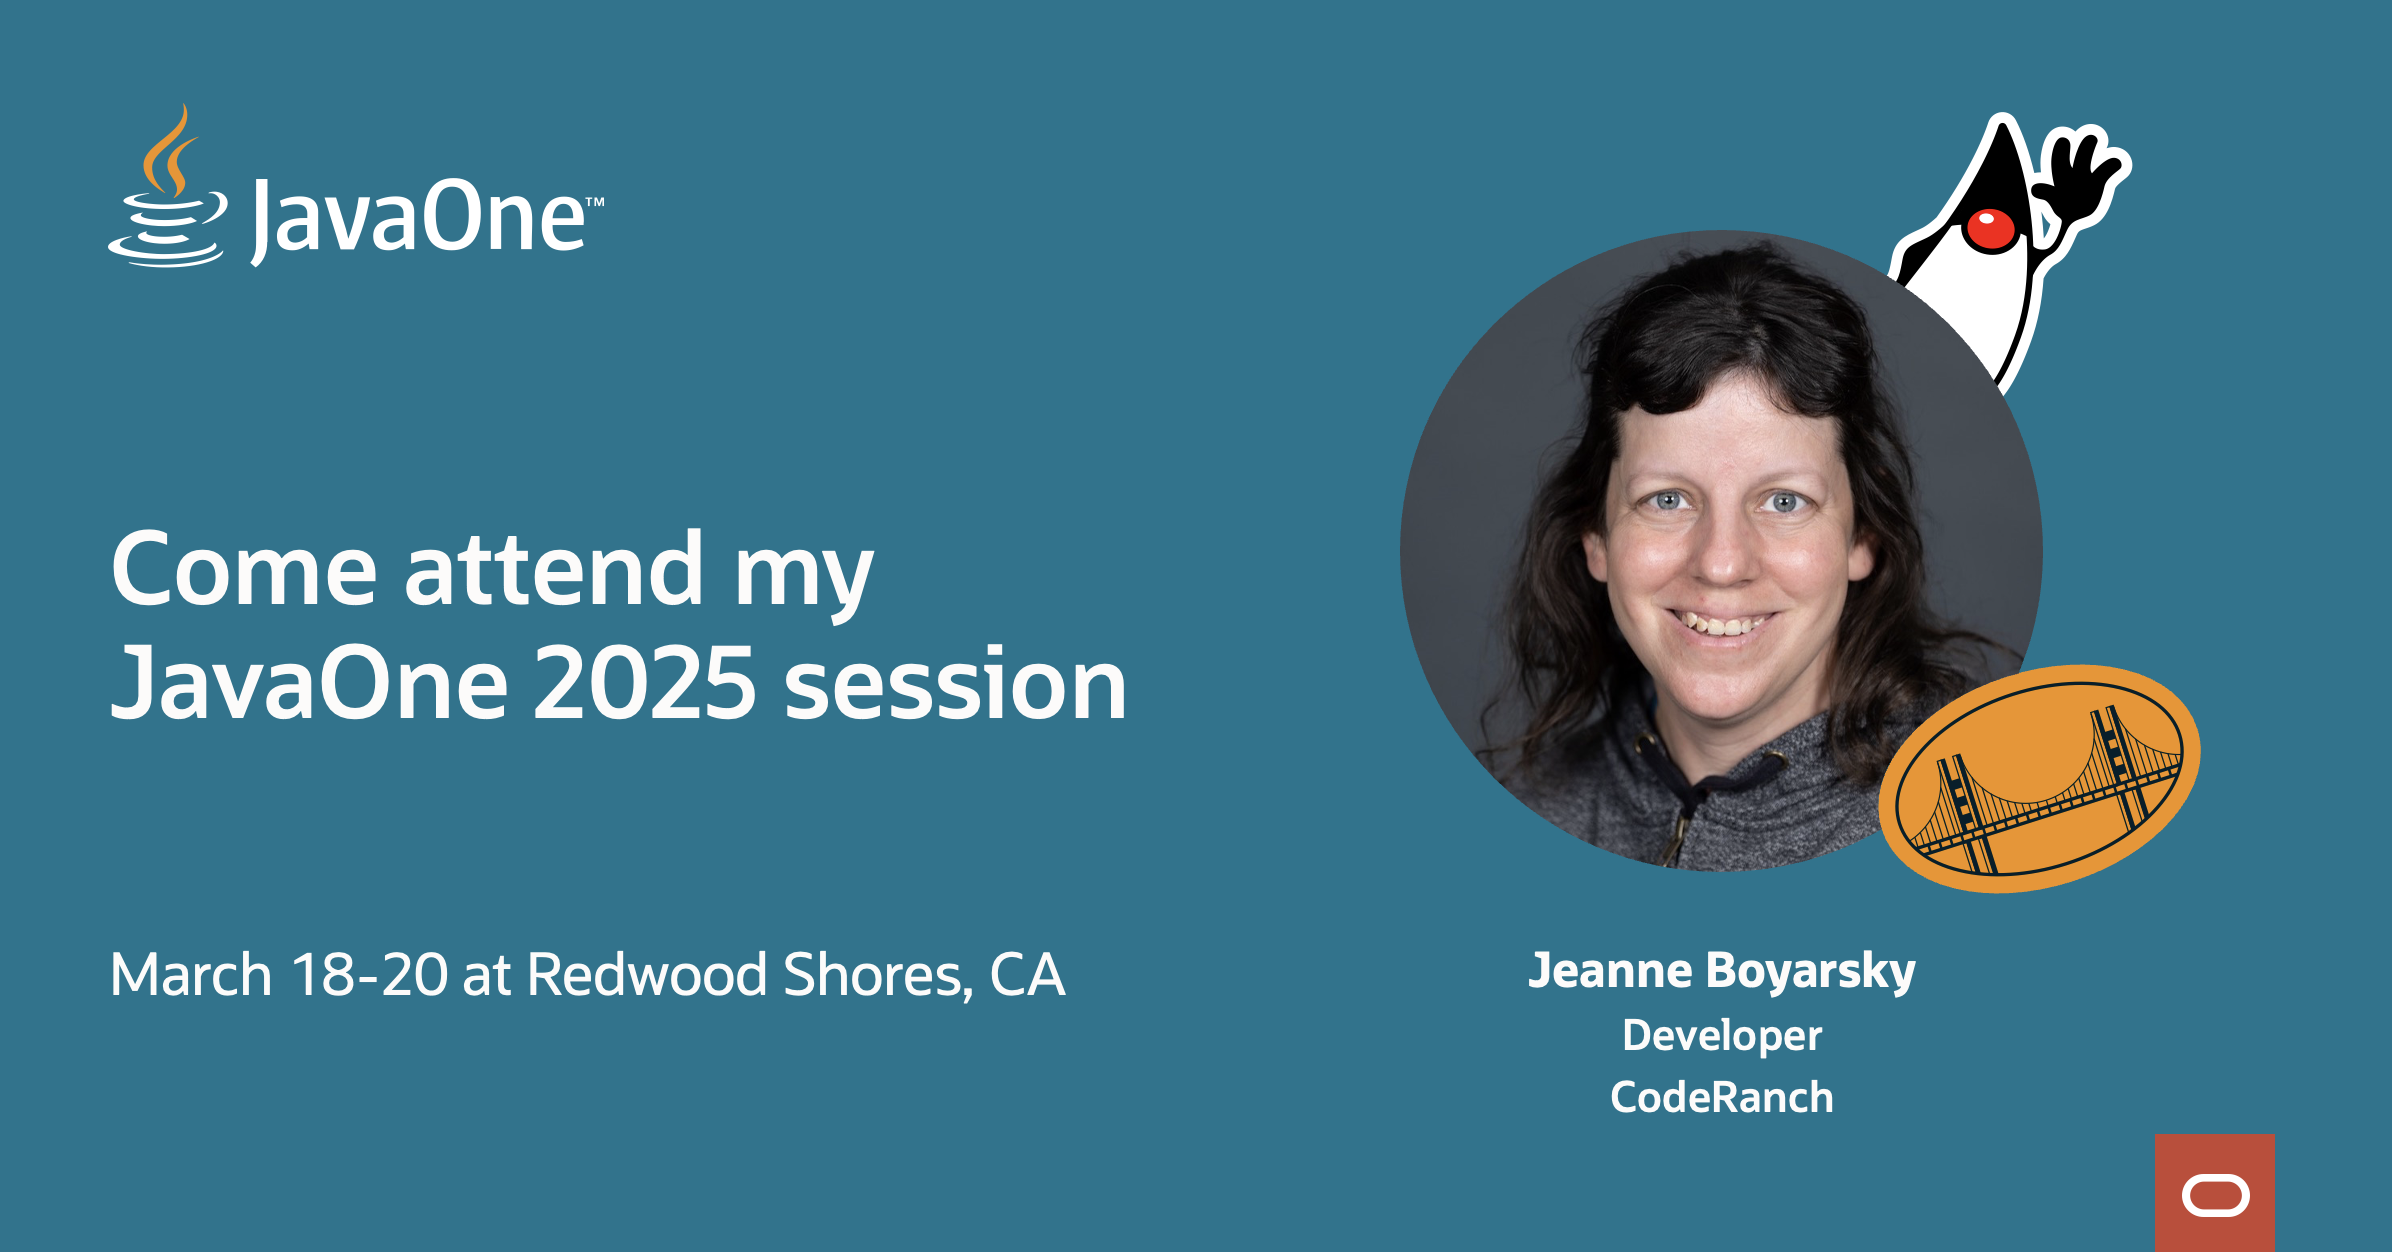 JavaOne™
Come attend my
JavaOne 2025 session
March 18-20 at Redwood Shores, CA
Jeanne Boyarsky
Developer
CodeRanch